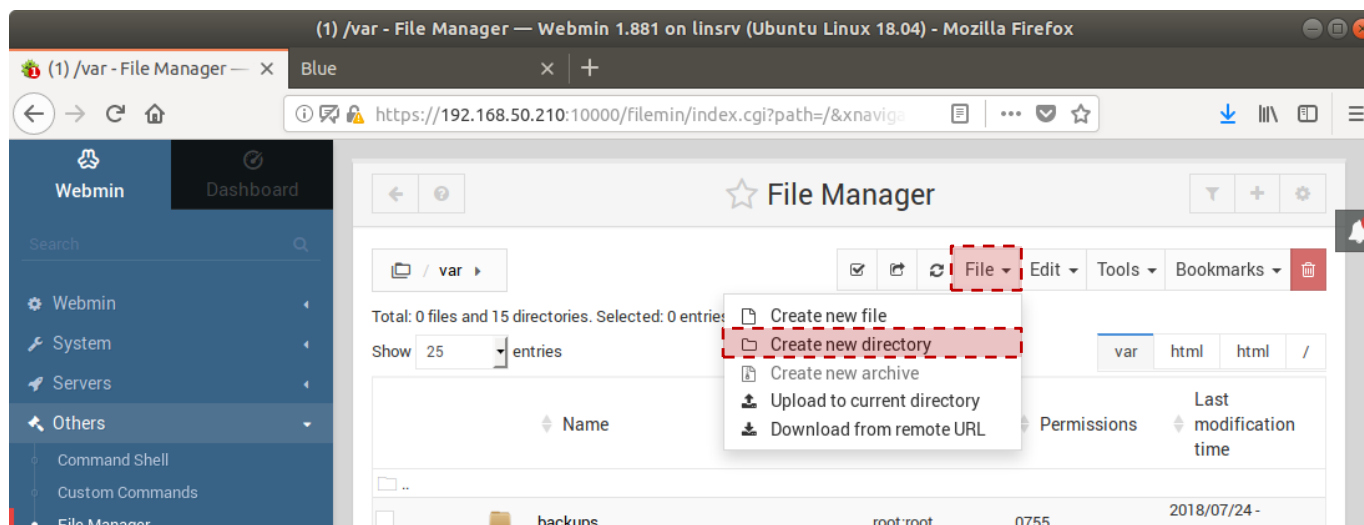 (1) /var - File Manager — Webmin 1.881 on linsrv (Ubuntu Linux 18.04) - Mozilla Firefox
(1) /var - File Manager — Blue
https://192.168.50.210:10000/filemin/index.cgi?path=/&xnaviga
Webmin
Dashboard
File Manager
Search
/ var
File Edit Tools Bookmarks
Webmin
System
Servers
Others
Command Shell
Custom Commands
File Manager
Total: 0 files and 15 directories. Selected: 0 entries
Show 25 entries
Create new file
Create new directory
Create new archive
Upload to current directory
Download from remote URL
var html html /
Name
Permissions
Last
modification
time
..
backups root:root 0755 2018/07/24 -